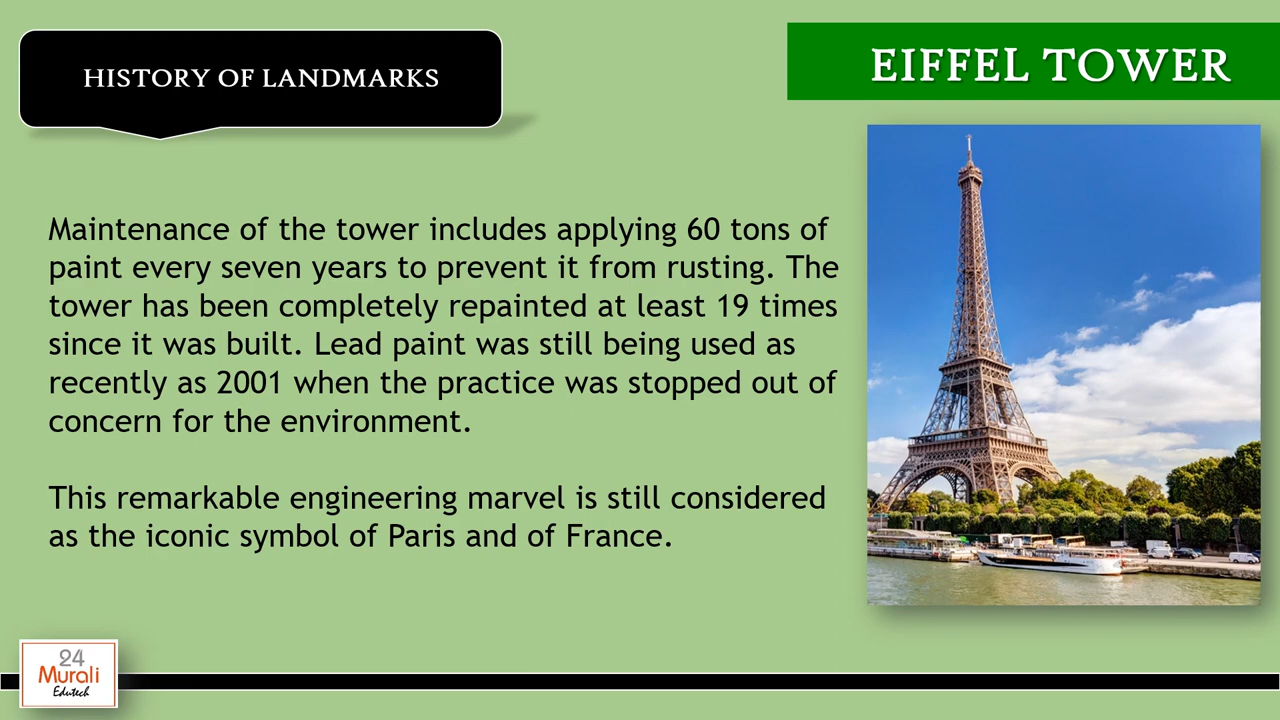 HISTORY OF LANDMARKS
EIFFEL TOWER
Maintenance of the tower includes applying 60 tons of
paint every seven years to prevent it from rusting. The
tower has been completely repainted at least 19 times
since it was built. Lead paint was still being used as
recently as 2001 when the practice was stopped out of
concern for the environment.
This remarkable engineering marvel is still considered
as the iconic symbol of Paris and of France.
24
Murali
Edutech